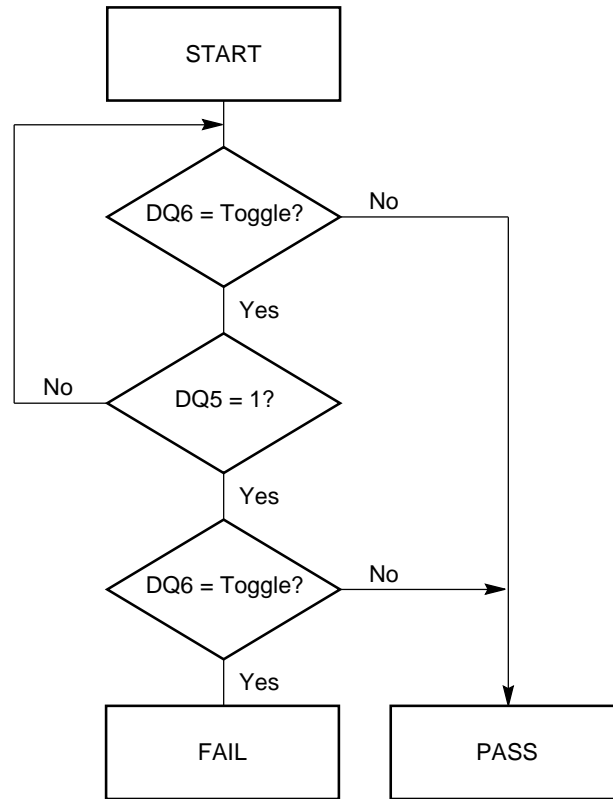 START
DQ6 = Toggle?
No
Yes
No
DQ5 = 1?
Yes
DQ6 = Toggle?
No
Yes
FAIL
PASS